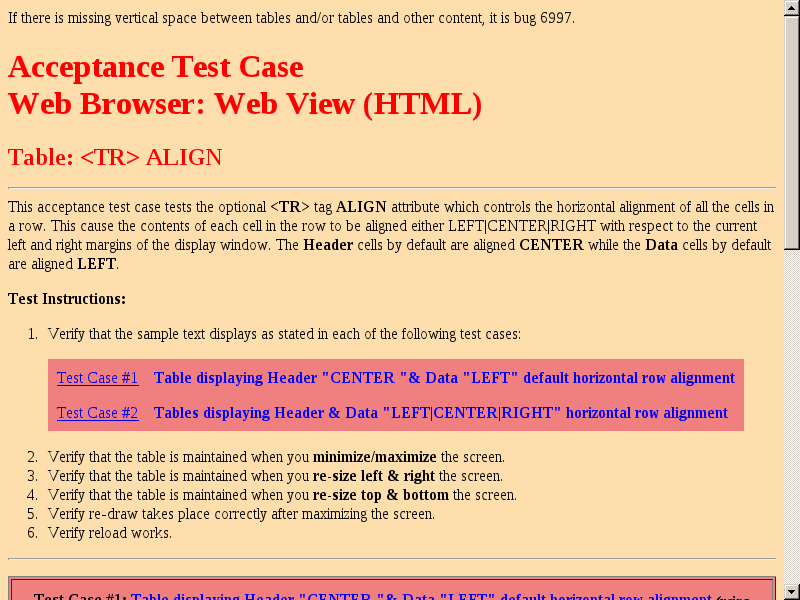 If there is missing vertical space between tables and/or tables and other content, it is bug 6997.
Acceptance Test Case
Web Browser: Web View (HTML)
Table: <TR> ALIGN
This acceptance test case tests the optional <TR> tag ALIGN attribute which controls the horizontal alignment of all the cells in
a row. This cause the contents of each cell in the row to be aligned either LEFT|CENTER|RIGHT with respect to the current
left and right margins of the display window. The Header cells by default are aligned CENTER while the Data cells by default
are aligned LEFT.
Test Instructions:
1. Verify that the sample text displays as stated in each of the following test cases:
Test Case #1 Table displaying Header "CENTER "& Data "LEFT" default horizontal row alignment
Test Case #2 Tables displaying Header & Data "LEFT|CENTER|RIGHT" horizontal row alignment
2. Verify that the table is maintained when you minimize/maximize the screen.
3. Verify that the table is maintained when you re-size left & right the screen.
4. Verify that the table is maintained when you re-size top & bottom the screen.
5. Verify re-draw takes place correctly after maximizing the screen.
6. Verify reload works.
Test Case #1: Table displaying Header "CENTER "& Data "LEFT" default horizontal row alignment